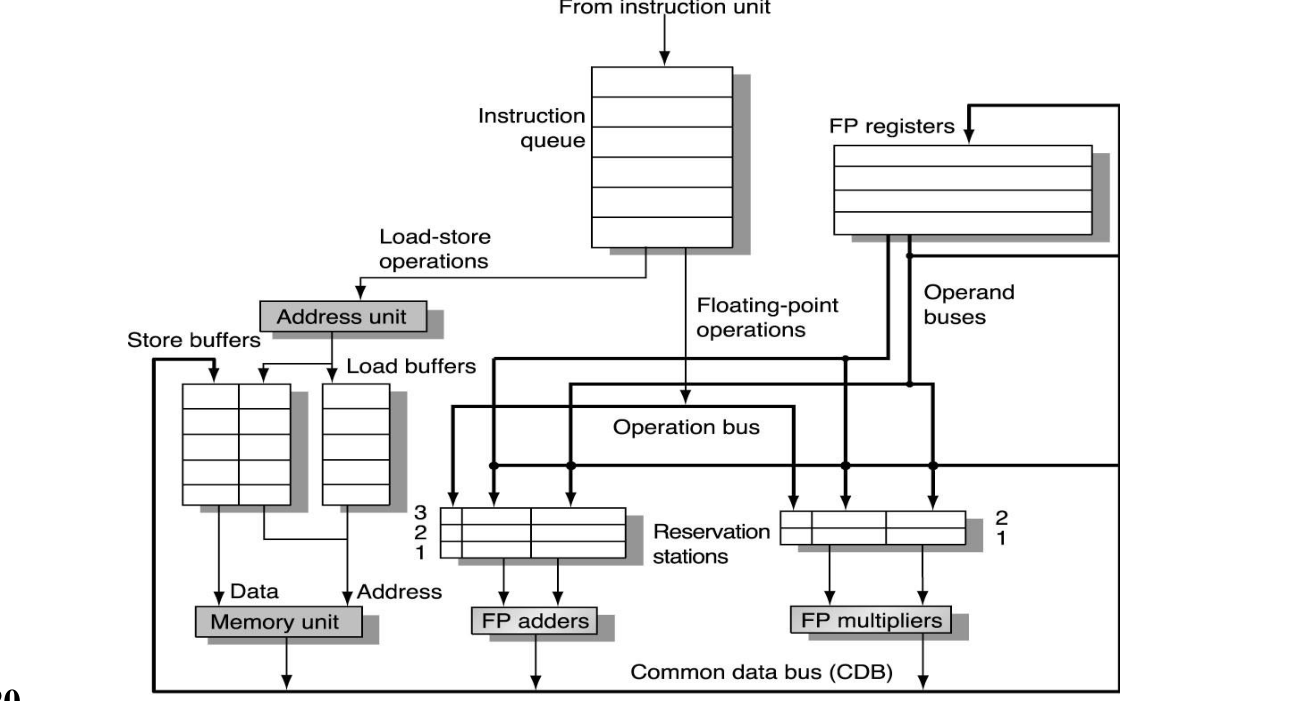 From instruction unit
Instruction
queue
FP registers
Load-store
operations
Address unit
Floating-point
operations
Operand
buses
Store buffers
Load buffers
Operation bus
3
2
1
Reservation
stations
2
1
Data
Address
Memory unit
FP adders
FP multipliers
Common data bus (CDB)